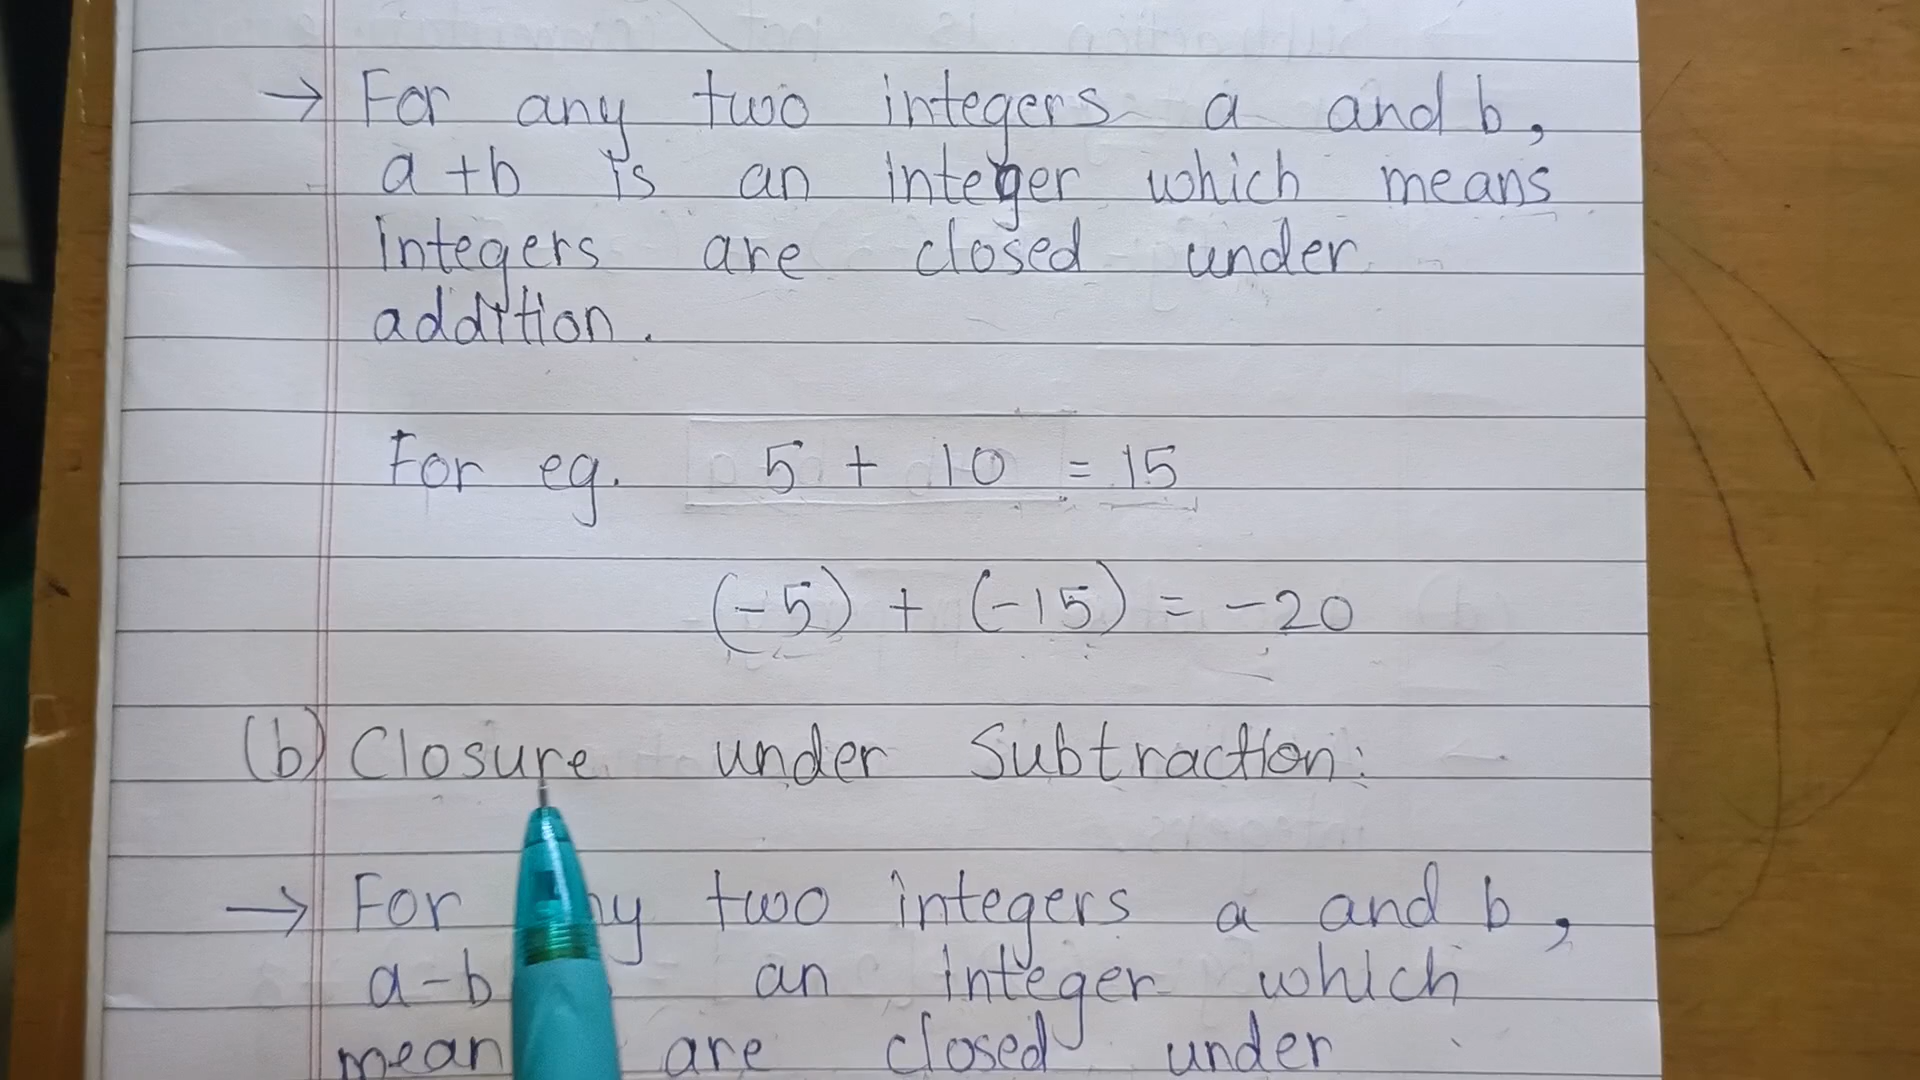 → For any two integers a and b,
a+b is an integer which means
integers are closed under
addition.
For eg. 5 + 10 = 15
(-5) + (-15) = -20
(b) Closure under Subtraction:
→ For two integers a and b,
a-b an integer which
are closed under